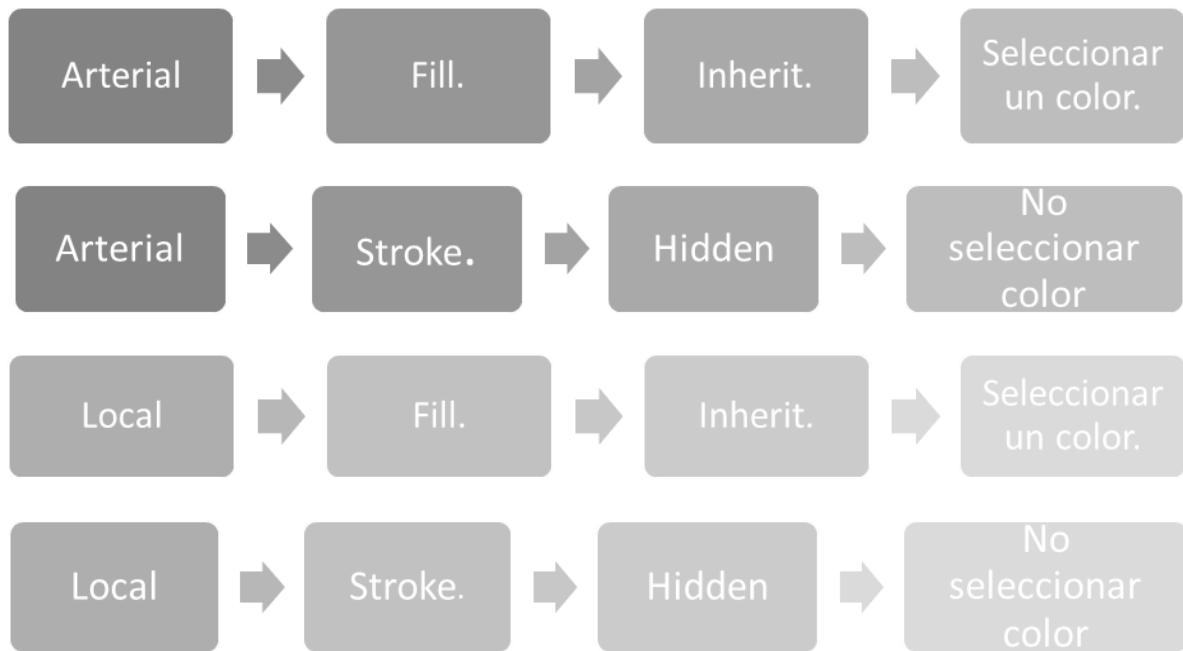 Arterial
Fill.
Inherit.
Seleccionar
un color.
Arterial
Stroke.
Hidden
No
seleccionar
color
Local
Fill.
Inherit.
Seleccionar
un color.
Local
Stroke.
Hidden
No
seleccionar
color